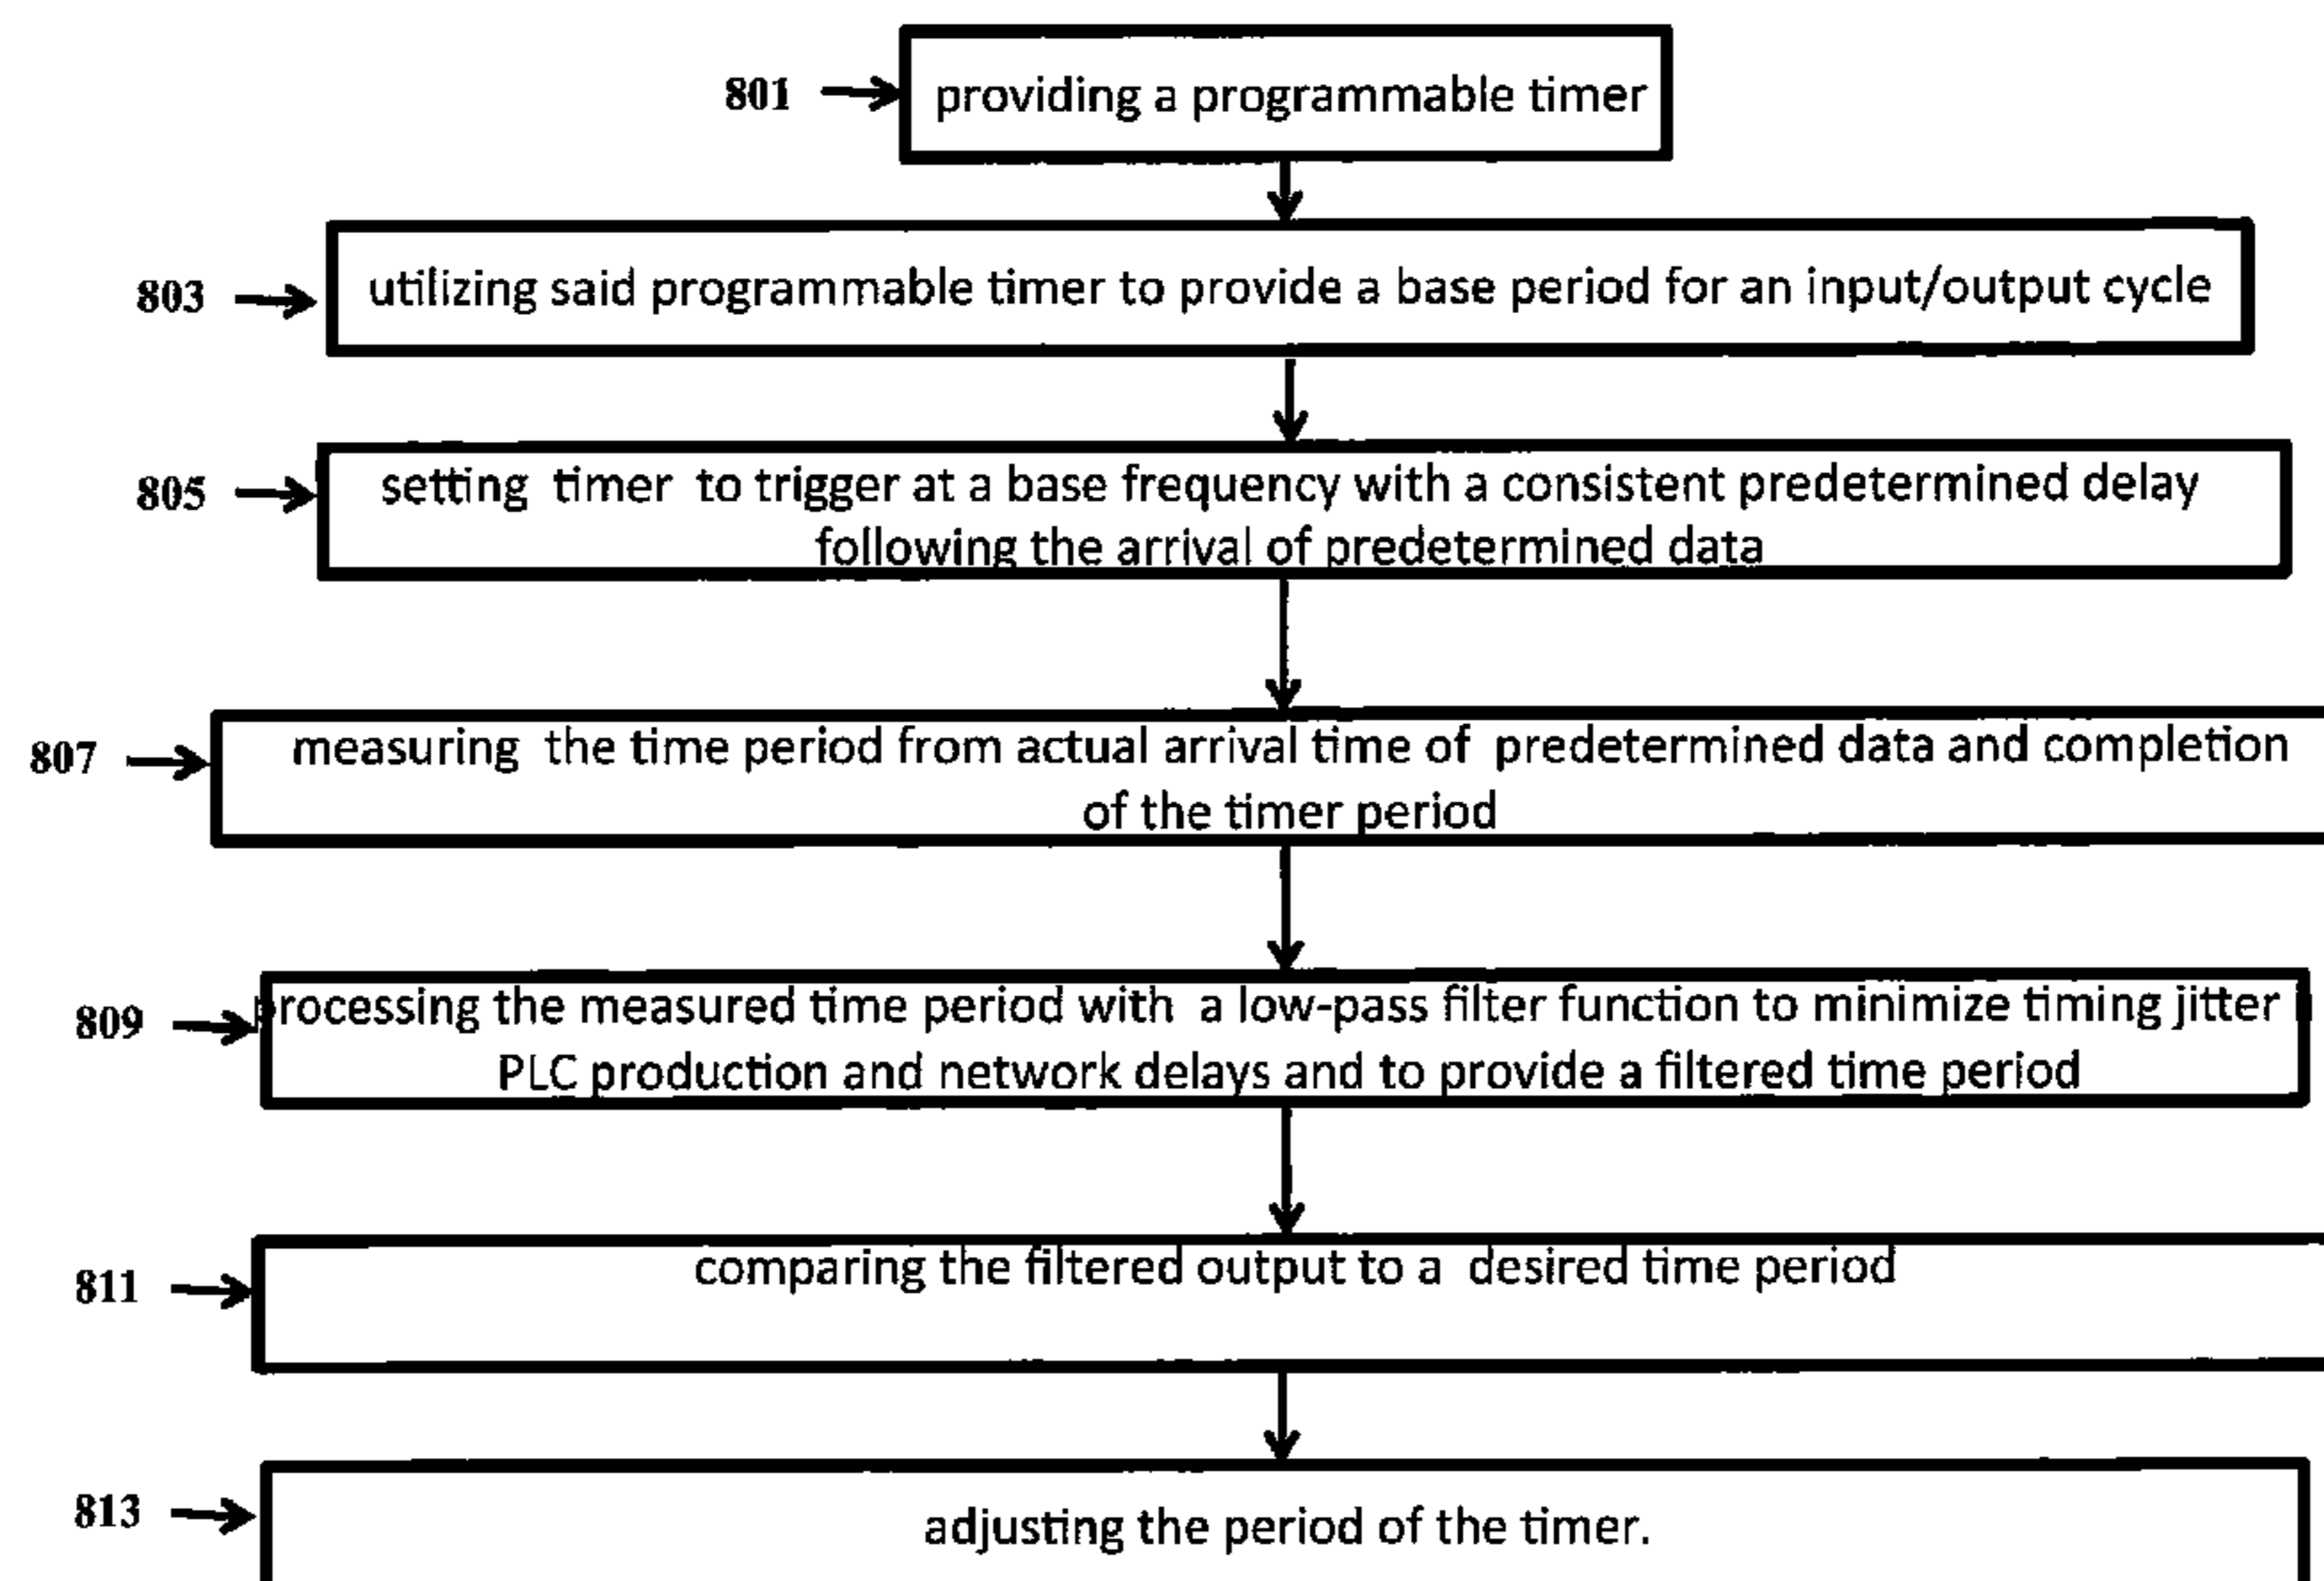 801 providing a programmable timer
803 utilizing said programmable timer to provide a base period for an input/output cycle
805 setting timer to trigger at a base frequency with a consistent predetermined delay
following the arrival of predetermined data
807 measuring the time period from actual arrival time of predetermined data and completion
of the timer period
809 processing the measured time period with a low-pass filter function to minimize timing jitter
PLC production and network delays and to provide a filtered time period
811 comparing the filtered output to a desired time period
813 adjusting the period of the timer.